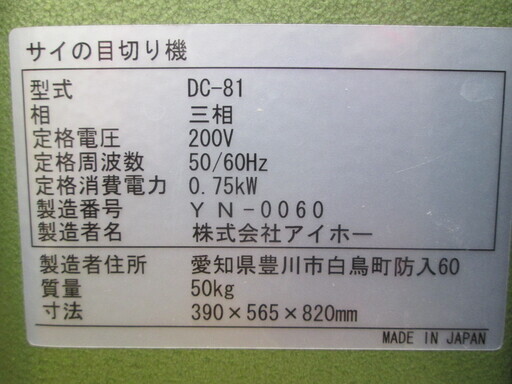 サイの目切り機
型式 DC-81
相 三相
定格電圧 200V
定格周波数 50/60Hz
定格消費電力 0.75kW
製造番号 YN-0060
製造者名 株式会社アイホー
製造者住所 愛知県豊川市白鳥町防入60
質量 50kg
寸法 390×565×820mm
MADE IN JAPAN